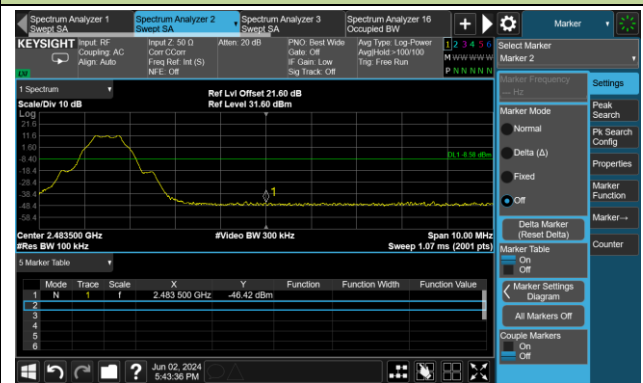 Spectrum Analyzer 1
Swept SA
Spectrum Analyzer 2
Swept SA
Spectrum Analyzer 3
Swept SA
Spectrum Analyzer 16
Occupied BW
Marker
KEYSIGHT
Input: RF
Coupling: AC
Align: Auto
Input Z: 50 Ω
Corr CCorr
Freq Ref: Int (S)
NFE: Off
Atten: 20 dB
PNO: Best Wide
Gate: Off
IF Gain: Low
Sig Track: Off
Avg Type: Log-Power
Avg|Hold:>100/100
Trig: Free Run
1 2 3 4 5 6
M W W W W W
P N N N N N
LW
Select Marker
Marker 2
Marker Frequency
--- Hz
Marker Mode
Normal
Delta (Δ)
Fixed
Off
Delta Marker
(Reset Delta)
Marker Table
On
Off
Marker Settings
Diagram
All Markers Off
Couple Markers
On
Off
Settings
Peak
Search
Pk Search
Config
Properties
Marker
Function
Marker→
Counter
1 Spectrum
Scale/Div 10 dB
Ref Lvl Offset 21.60 dB
Ref Level 31.60 dBm
Log
21.6
11.6
1.60
-8.40
-18.4
-28.4
-38.4
-48.4
-58.4
DL1 -8.58 dBm
1
Center 2.483500 GHz
#Res BW 100 kHz
#Video BW 300 kHz
Span 10.00 MHz
Sweep 1.07 ms (2001 pts)
5 Marker Table
Mode Trace Scale X Y Function Function Width Function Value
1 N 1 f 2.483 500 GHz -46.42 dBm
2
3
4
5
6
?
Jun 02, 2024
5:43:36 PM